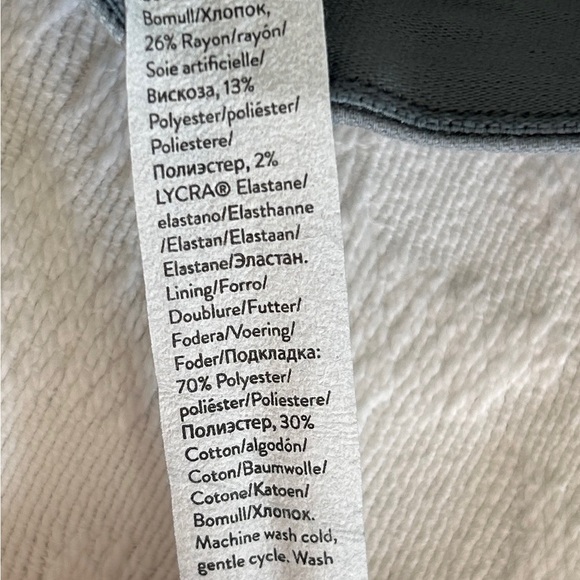 Bomull/Хлопок,
26% Rayon/rayón/
Soie artificielle/
Вискоза, 13%
Polyester/poliéster/
Poliestere/
Полиэстер, 2%
LYCRA® Elastane/
elastano/Elasthanne
/Elastan/Elastaan/
Elastane/Эластан.
Lining/Forro/
Doublure/Futter/
Fodera/Voering/
Foder/Подкладка:
70% Polyester/
poliéster/Poliestere/
Полиэстер, 30%
Cotton/algodón/
Coton/Baumwolle/
Cotone/Katoen/
Bomull/Хлопок.
Machine wash cold,
gentle cycle. Wash